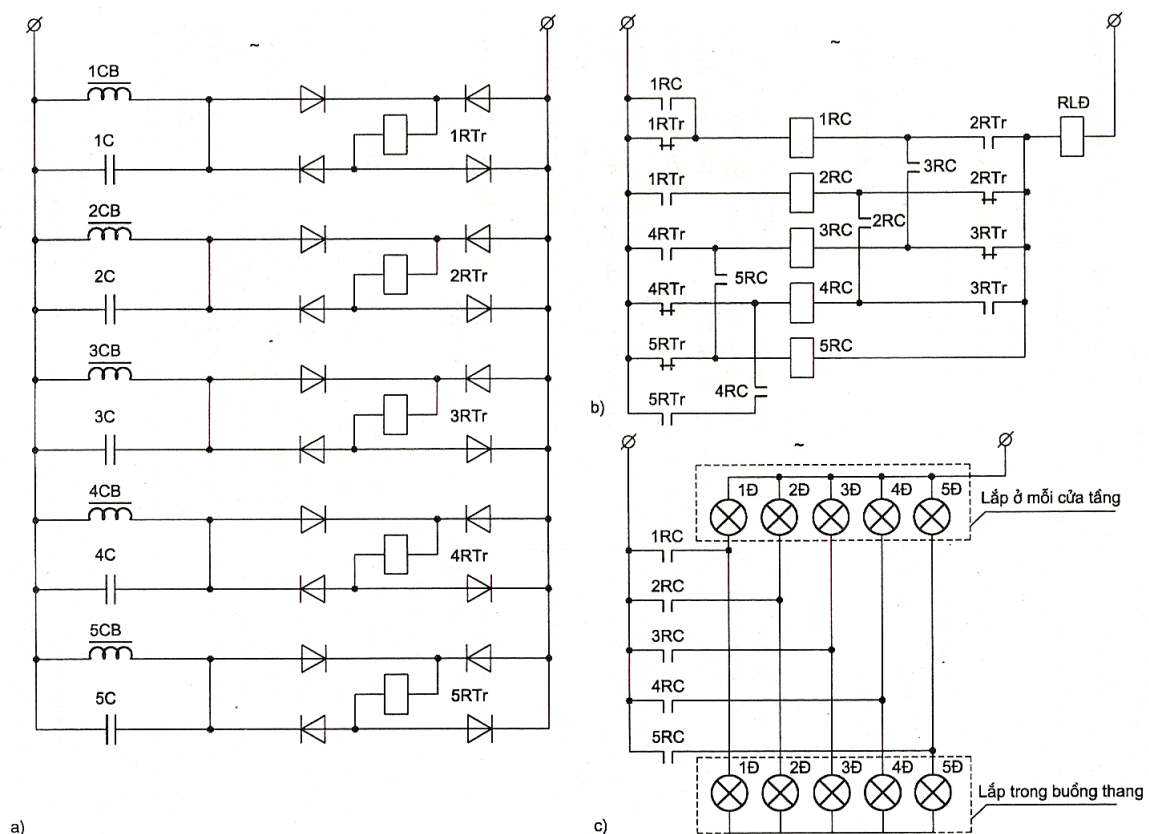 ~
1CB
1C
1RTr
2CB
2C
2RTr
3CB
3C
3RTr
4CB
4C
4RTr
5CB
5C
5RTr
a)
~
1RC
RLĐ
1RTr
1RC
2RTr
3RC
1RTr
2RC
2RTr
2RC
4RTr
3RC
3RTr
5RC
4RTr
4RC
3RTr
5RTr
5RC
4RC
5RTr
b)
~
1Đ 2Đ 3Đ 4Đ 5Đ
Lắp ở mỗi cửa tầng
1RC
2RC
3RC
4RC
5RC
1Đ 2Đ 3Đ 4Đ 5Đ
Lắp trong buồng thang
c)